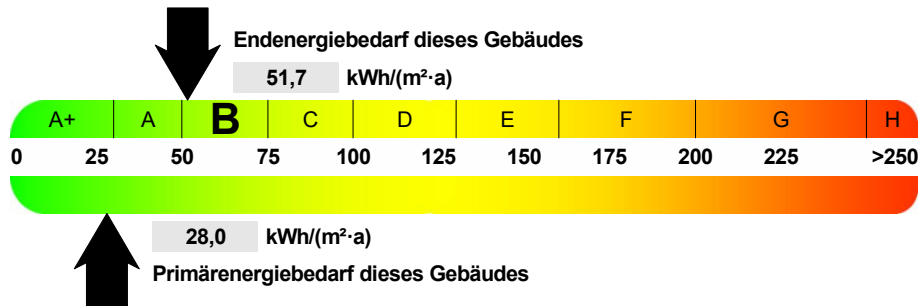 Endenergiebedarf dieses Gebäudes
51,7 kWh/(m²·a)
A+ A B C D E F G H
0 25 50 75 100 125 150 175 200 225 >250
28,0 kWh/(m²·a)
Primärenergiebedarf dieses Gebäudes